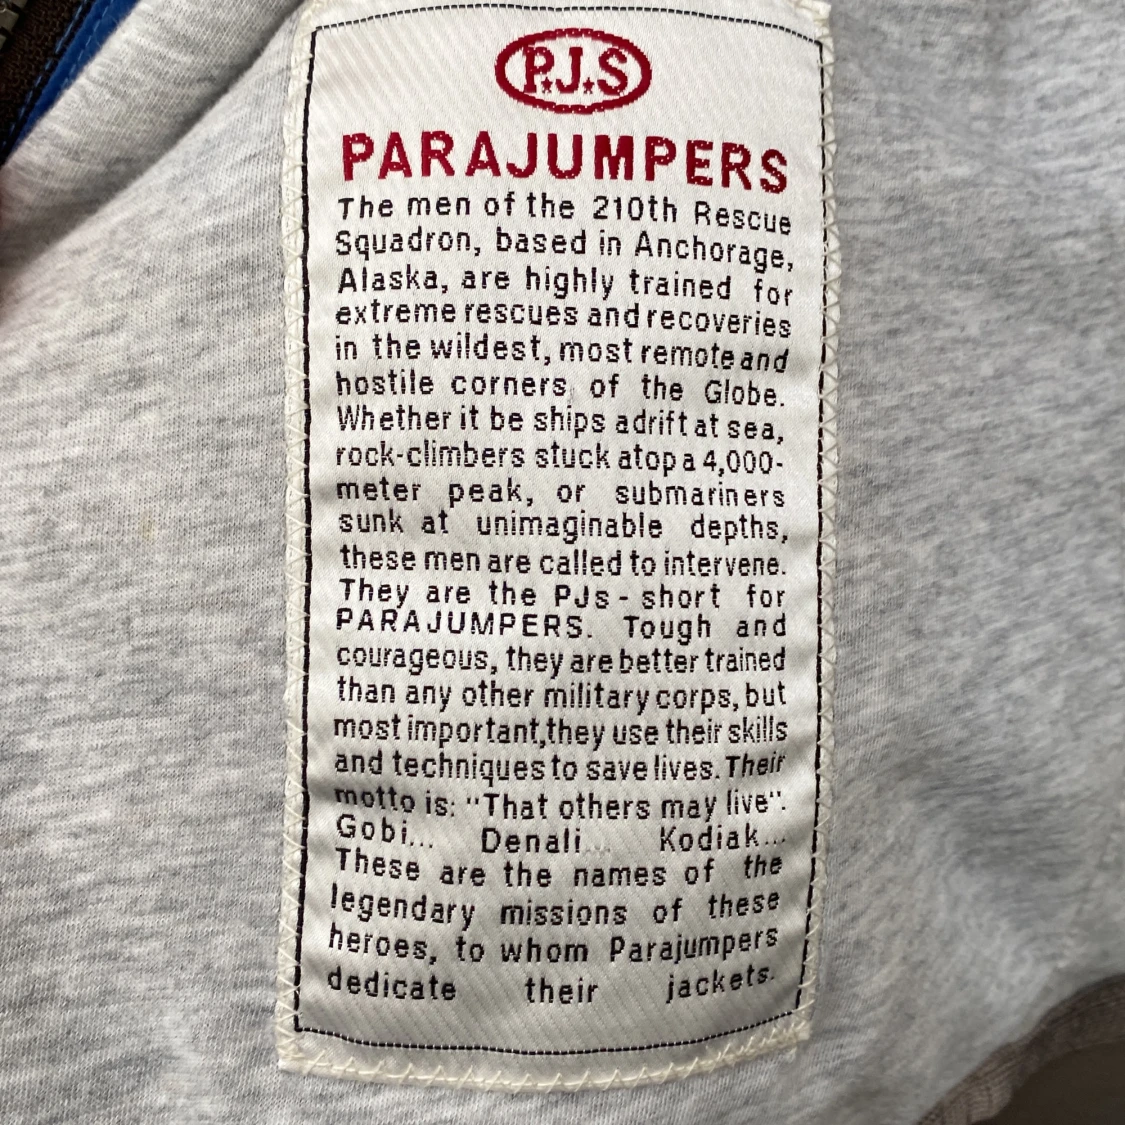 P.J.S
PARAJUMPERS
The men of the 210th Rescue
Squadron, based in Anchorage,
Alaska, are highly trained for
extreme rescues and recoveries
in the wildest, most remote and
hostile corners of the Globe.
Whether it be ships adrift at sea,
rock-climbers stuck atop a 4,000-
meter peak, or submariners
sunk at unimaginable depths,
these men are called to intervene.
They are the PJs - short for
PARAJUMPERS. Tough and
courageous, they are better trained
than any other military corps, but
most important,they use their skills
and techniques to save lives. Their
motto is: "That others may live".
Gobi... Denali... Kodiak...
These are the names of the
legendary missions of these
heroes, to whom Parajumpers
dedicate their jackets.